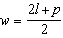 w = (2l + p)/2